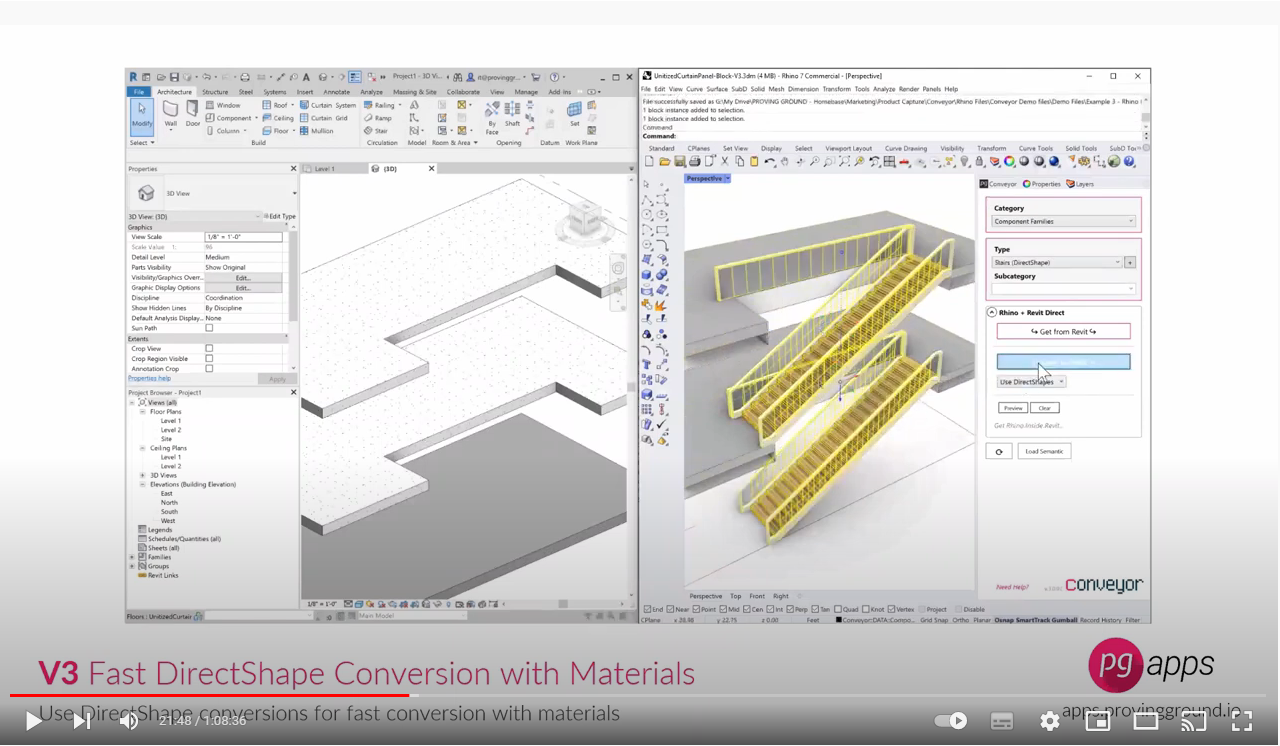 Project1 - 3D Vi...
File Architecture Structure Steel Systems Insert Annotate Analyze Massing & Site Collaborate View Manage Add-Ins
Modify
Wall
Door
Window
Component
Column
Roof
Ceiling
Floor
Curtain System
Curtain Grid
Mullion
Railing
Ramp
Stair
By Face
Shaft
Set
Select
Build
Circulation
Model
Room & Area
Opening
Datum
Work Plane
Properties
3D View
3D View: {3D}
Edit Type
Graphics
View Scale 1/8" = 1'-0"
Scale Value 1: 96
Detail Level Medium
Parts Visibility Show Original
Visibility/Graphics Overr... Edit...
Graphic Display Options Edit...
Discipline Coordination
Show Hidden Lines By Discipline
Default Analysis Display... None
Sun Path
Extents
Crop View
Crop Region Visible
Annotation Crop
Properties help Apply
Project Browser - Project1
Views (all)
Floor Plans
Level 1
Level 2
Site
Ceiling Plans
Level 1
Level 2
3D Views
Elevations (Building Elevation)
East
North
South
West
Legends
Schedules/Quantities (all)
Sheets (all)
Families
Groups
Revit Links
Level 1
{3D}
1/8" = 1'-0"
Main Model
UnitizedCurtainPanel-Block-V3.3dm (4 MB) - Rhino 7 Commercial - [Perspective]
File Edit View Curve Surface SubD Solid Mesh Dimension Transform Tools Analyze Render Panels Help
File successfully saved as G:\My Drive\PROVING GROUND - Homebase\Marketing\Product Capture\Conveyor\Rhino Files\Conveyor Demo files\Demo Files\Example 3 - Rhino
1 block instance added to selection.
1 block instance added to selection.
Command
Command:
Standard CPlanes Set View Display Select Viewport Layout Curve Drawing Visibility Transform Curve Tools Solid Tools SubD
Perspective
Conveyor Properties Layers
Category
Component Families
Type
Stairs (DirectShape)
+
Subcategory
Rhino + Revit Direct
Get from Revit
Use DirectShapes
Preview Clear
Get Rhino.Inside.Revit...
Load Semantic
Need Help?
conveyor
Perspective Top Front Right
End Near Point Mid Cen Int Perp Tan Quad Knot Vertex Project Disable
CPlane x 28.98 y 22.75 z 0.00 Feet Conveyor:DATA:Compo... Grid Snap Ortho Planar Osnap SmartTrack Gumball Record History Filter
V3 Fast DirectShape Conversion with Materials
pg apps
Use DirectShape conversions for fast conversion with materials
apps.provingground.io
21:48 / 1:08:36